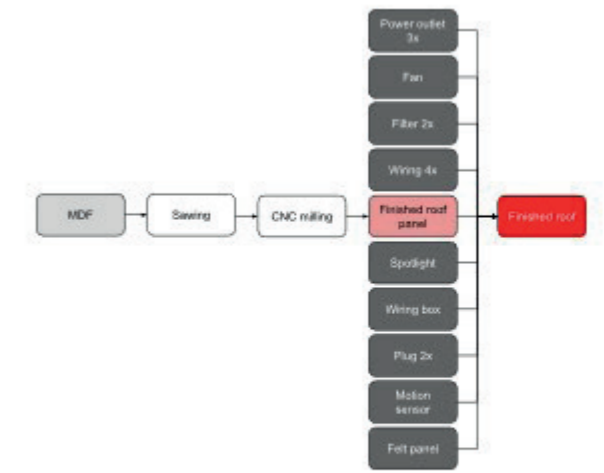 Power outlet
3x
Fan
Filter 2x
Wiring 4x
MDF
Sawing
CNC milling
Finished roof
panel
Finished roof
Spotlight
Wiring box
Plug 2x
Motion
sensor
Felt panel